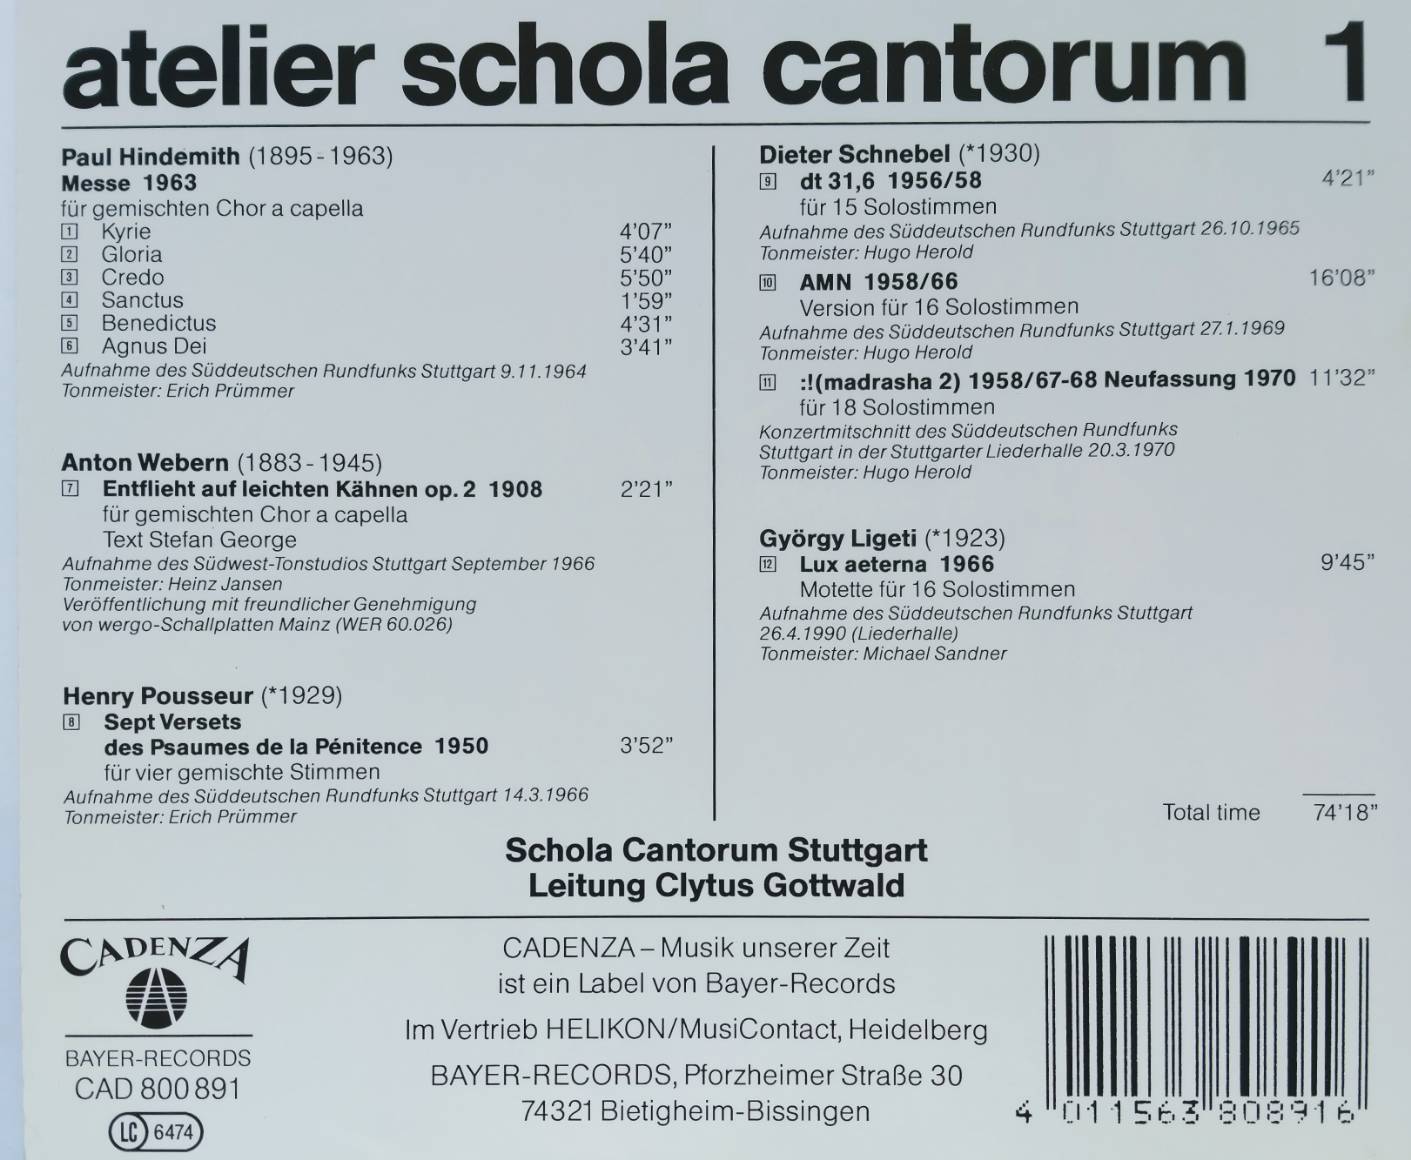 atelier schola cantorum 1
Paul Hindemith (1895-1963)
Messe 1963
für gemischten Chor a capella
1 Kyrie 4'07"
2 Gloria 5'40"
3 Credo 5'50"
4 Sanctus 1'59"
5 Benedictus 4'31"
6 Agnus Dei 3'41"
Aufnahme des Süddeutschen Rundfunks Stuttgart 9.11.1964
Tonmeister: Erich Prümmer
Anton Webern (1883-1945)
7 Entflieht auf leichten Kähnen op. 2 1908 2'21"
für gemischten Chor a capella
Text Stefan George
Aufnahme des Südwest-Tonstudios Stuttgart September 1966
Tonmeister: Heinz Jansen
Veröffentlichung mit freundlicher Genehmigung
von wergo-Schallplatten Mainz (WER 60.026)
Henry Pousseur (*1929)
8 Sept Versets
des Psaumes de la Pénitence 1950 3'52"
für vier gemischte Stimmen
Aufnahme des Süddeutschen Rundfunks Stuttgart 14.3.1966
Tonmeister: Erich Prümmer
Dieter Schnebel (*1930)
9 dt 31,6 1956/58 4'21"
für 15 Solostimmen
Aufnahme des Süddeutschen Rundfunks Stuttgart 26.10.1965
Tonmeister: Hugo Herold
10 AMN 1958/66 16'08"
Version für 16 Solostimmen
Aufnahme des Süddeutschen Rundfunks Stuttgart 27.1.1969
Tonmeister: Hugo Herold
11 :!(madrasha 2) 1958/67-68 Neufassung 1970 11'32"
für 18 Solostimmen
Konzertmitschnitt des Süddeutschen Rundfunks
Stuttgart in der Stuttgarter Liederhalle 20.3.1970
Tonmeister: Hugo Herold
György Ligeti (*1923)
12 Lux aeterna 1966 9'45"
Motette für 16 Solostimmen
Aufnahme des Süddeutschen Rundfunks Stuttgart
26.4.1990 (Liederhalle)
Tonmeister: Michael Sandner
Total time 74'18"
Schola Cantorum Stuttgart
Leitung Clytus Gottwald
CADENZA
BAYER-RECORDS
CAD 800 891
LC 6474
CADENZA – Musik unserer Zeit
ist ein Label von Bayer-Records
Im Vertrieb HELIKON/MusiContact, Heidelberg
BAYER-RECORDS, Pforzheimer Straße 30
74321 Bietigheim-Bissingen
4 011563 808916